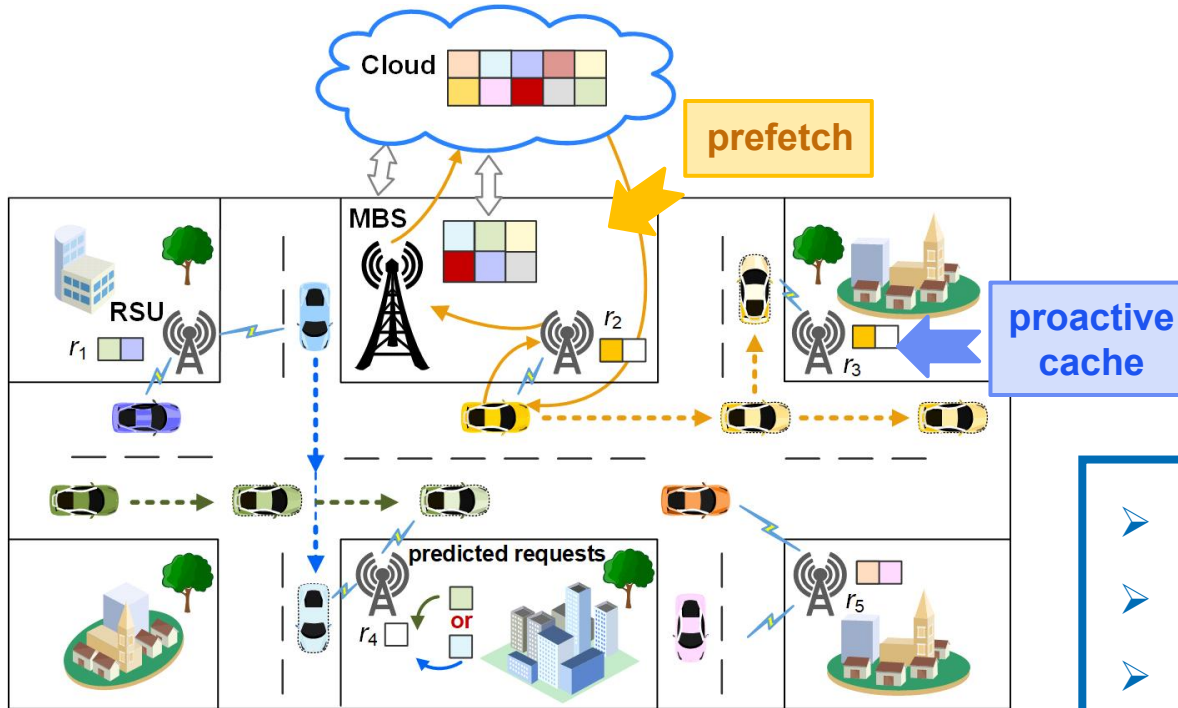 Cloud
prefetch
MBS
RSU
r1
r2
r3
proactive
cache
predicted requests
or
r4
r5